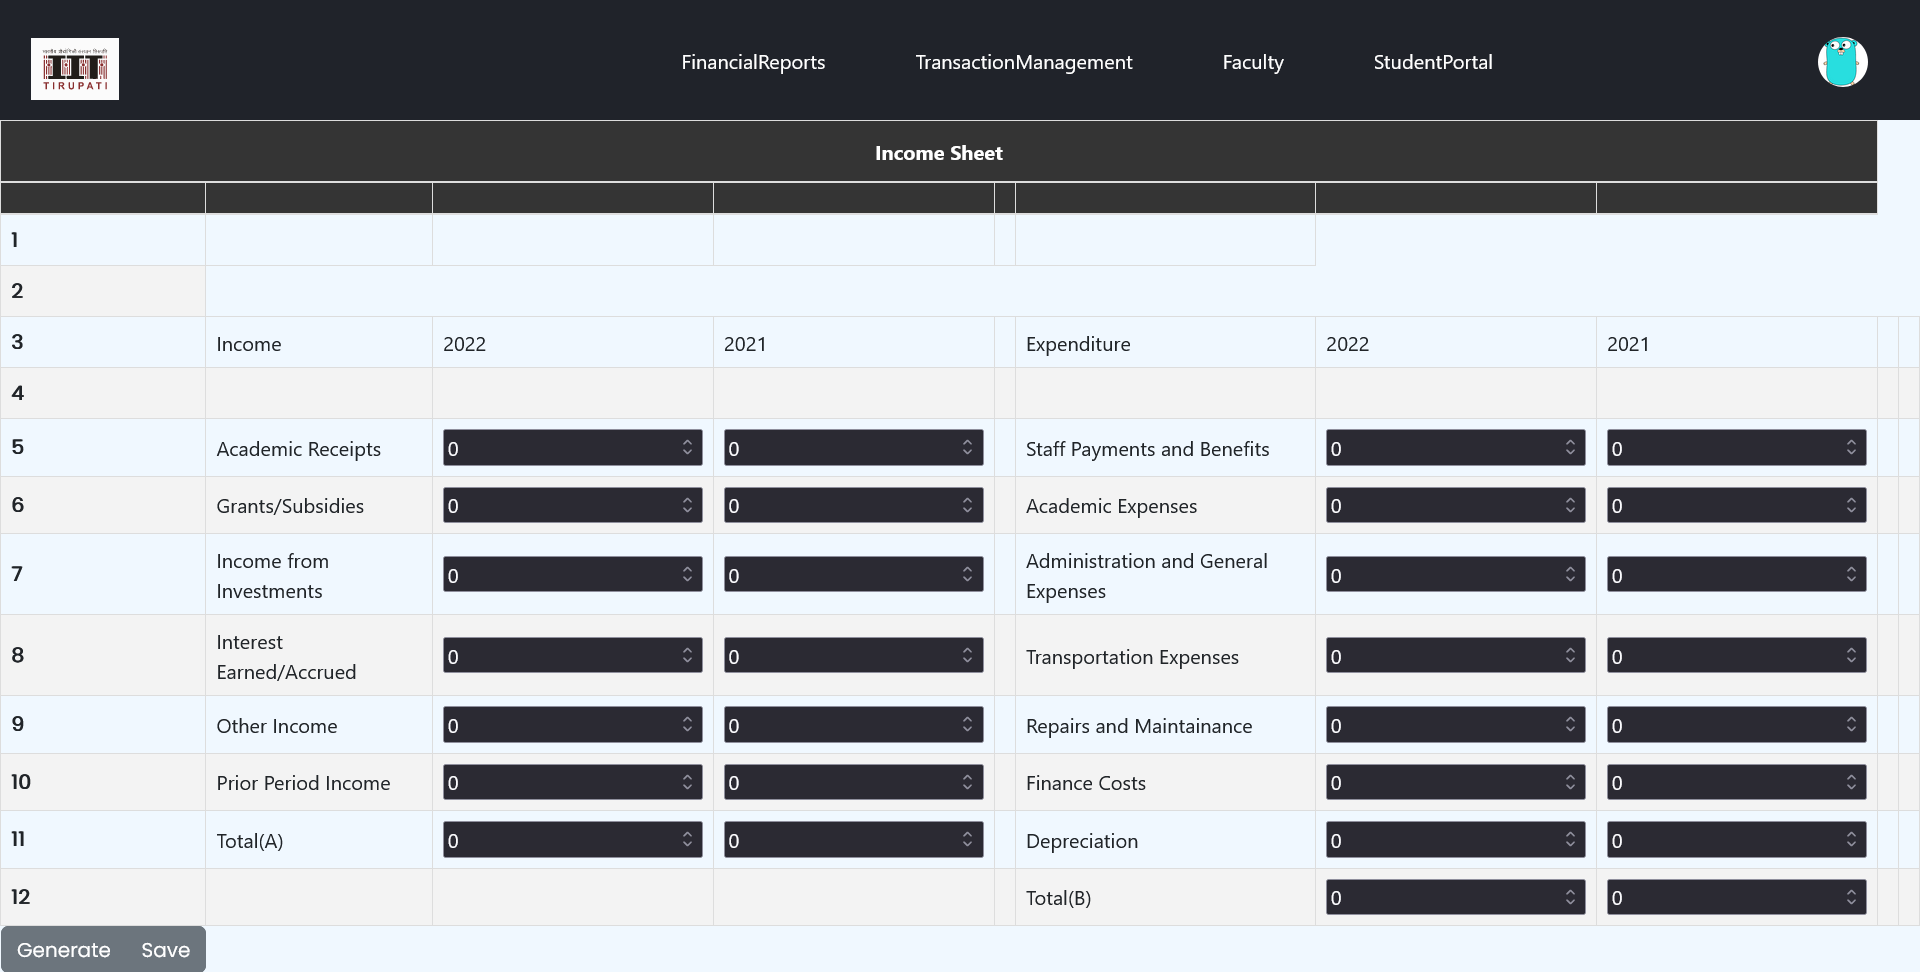 TIRUPATI
FinancialReports TransactionManagement Faculty StudentPortal
Income Sheet
1
2
3 Income 2022 2021 Expenditure 2022 2021
4
5 Academic Receipts 0 0 Staff Payments and Benefits 0 0
6 Grants/Subsidies 0 0 Academic Expenses 0 0
7 Income from
Investments 0 0 Administration and General
Expenses 0 0
8 Interest
Earned/Accrued 0 0 Transportation Expenses 0 0
9 Other Income 0 0 Repairs and Maintainance 0 0
10 Prior Period Income 0 0 Finance Costs 0 0
11 Total(A) 0 0 Depreciation 0 0
12 Total(B) 0 0
Generate Save